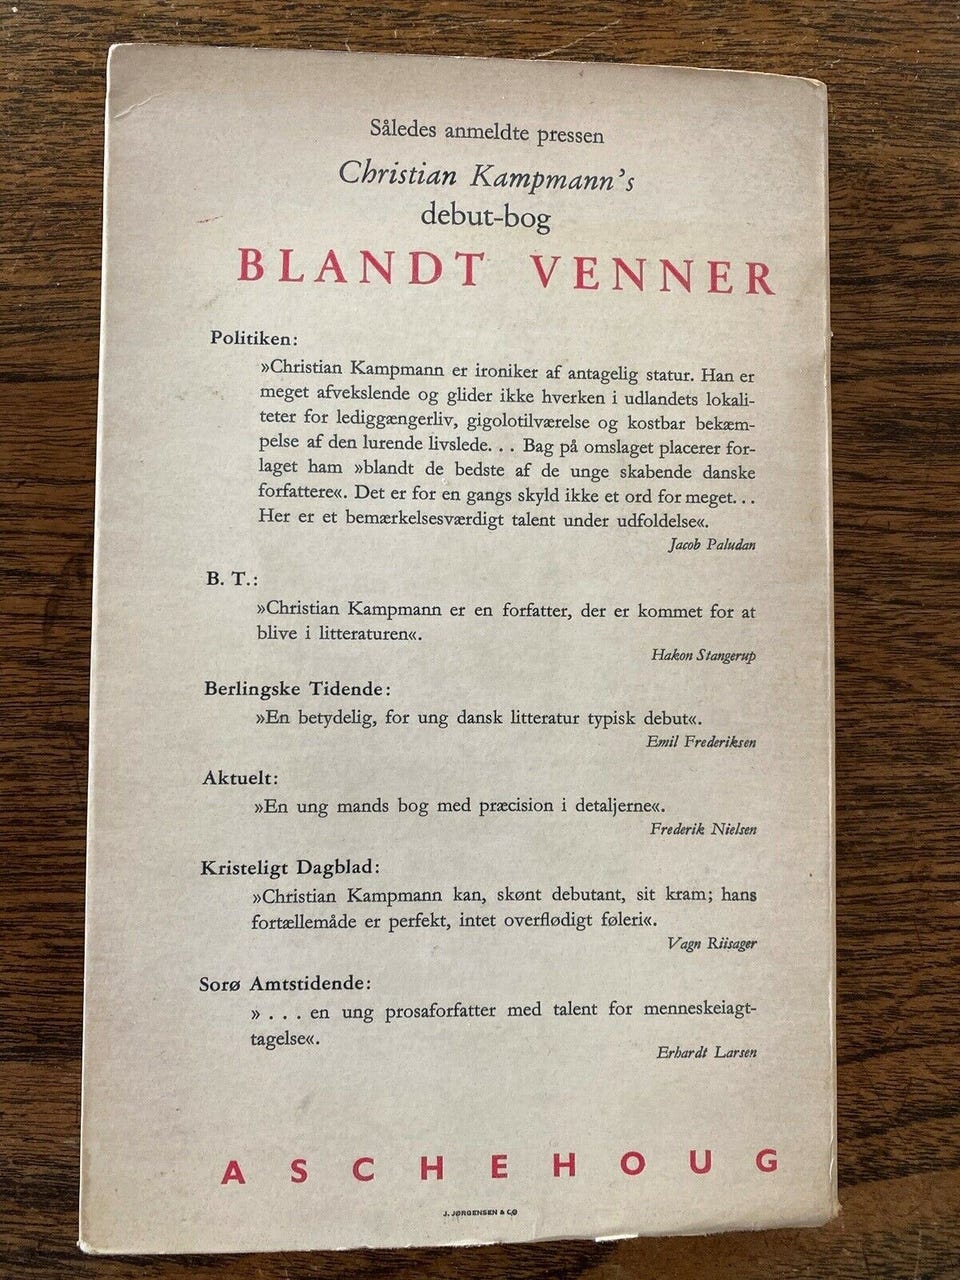 Således anmeldte pressen
Christian Kampmann's
debut-bog
BLANDT VENNER
Politiken:
»Christian Kampmann er ironiker af antagelig statur. Han er
meget afvekslende og glider ikke hverken i udlandets lokali-
teter for lediggængerliv, gigolotilværelse og kostbar bekæm-
pelse af den lurende livslede. . . Bag på omslaget placerer for-
laget ham »blandt de bedste af de unge skabende danske
forfattere«. Det er for en gangs skyld ikke et ord for meget. . .
Her er et bemærkelsesværdigt talent under udfoldelse«.
Jacob Paludan
B. T.:
»Christian Kampmann er en forfatter, der er kommet for at
blive i litteraturen«.
Hakon Stangerup
Berlingske Tidende:
»En betydelig, for ung dansk litteratur typisk debut«.
Emil Frederiksen
Aktuelt:
»En ung mands bog med præcision i detaljerne«.
Frederik Nielsen
Kristeligt Dagblad:
»Christian Kampmann kan, skønt debutant, sit kram; hans
fortællemåde er perfekt, intet overflødigt føleri«.
Vagn Riisager
Sorø Amtstidende:
» . . . en ung prosaforfatter med talent for menneskeiagt-
tagelse«.
Erhardt Larsen
ASCHEHOUG
J. JØRGENSEN & CO